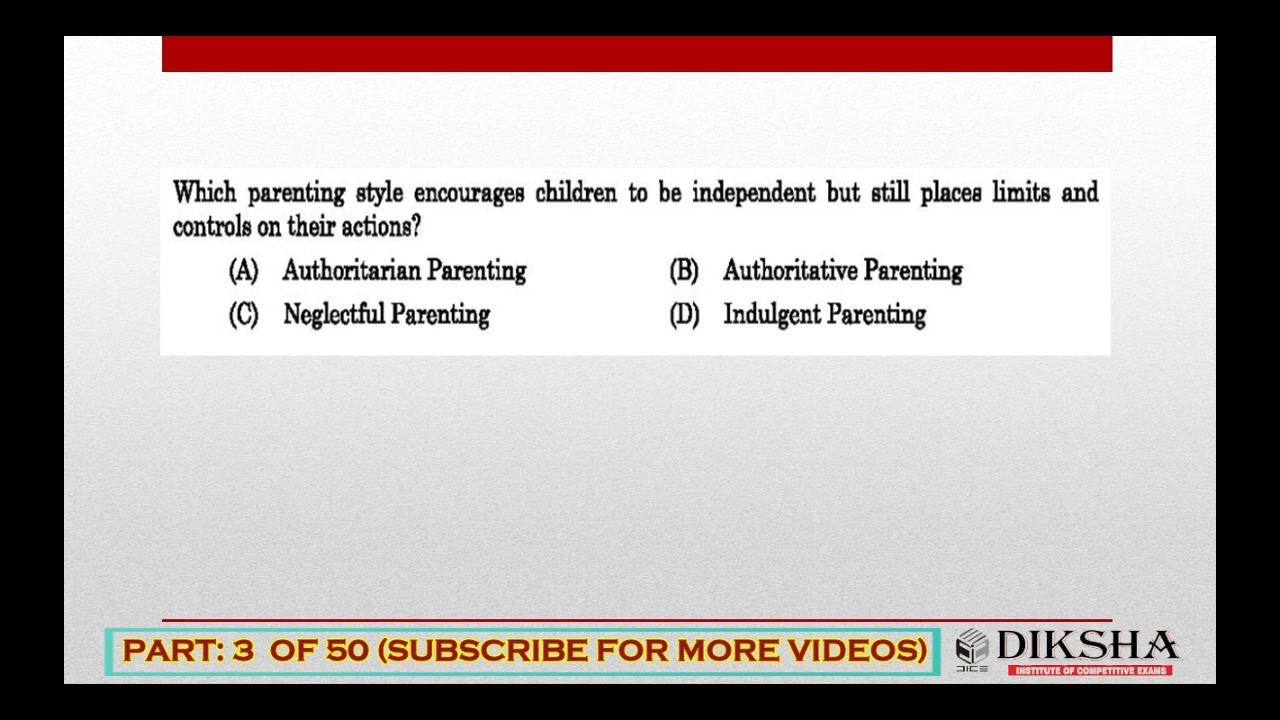 Which parenting style encourages children to be independent but still places limits and
controls on their actions?
(A) Authoritarian Parenting (B) Authoritative Parenting
(C) Neglectful Parenting (D) Indulgent Parenting
PART: 3 OF 50 (SUBSCRIBE FOR MORE VIDEOS)
DICE
DIKSHA
INSTITUTE OF COMPETITIVE EXAMS